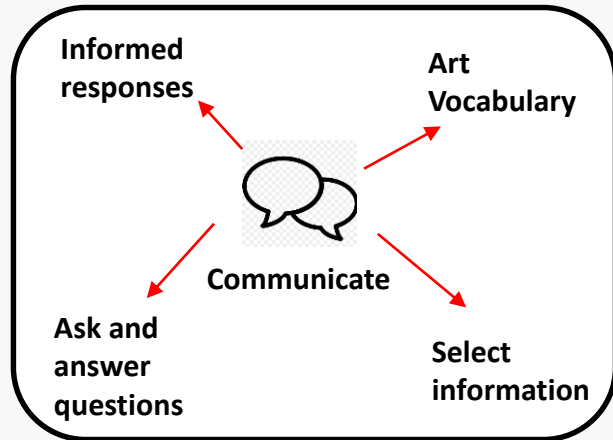 Informed
responses
Art
Vocabulary
Communicate
Ask and
answer
questions
Select
information